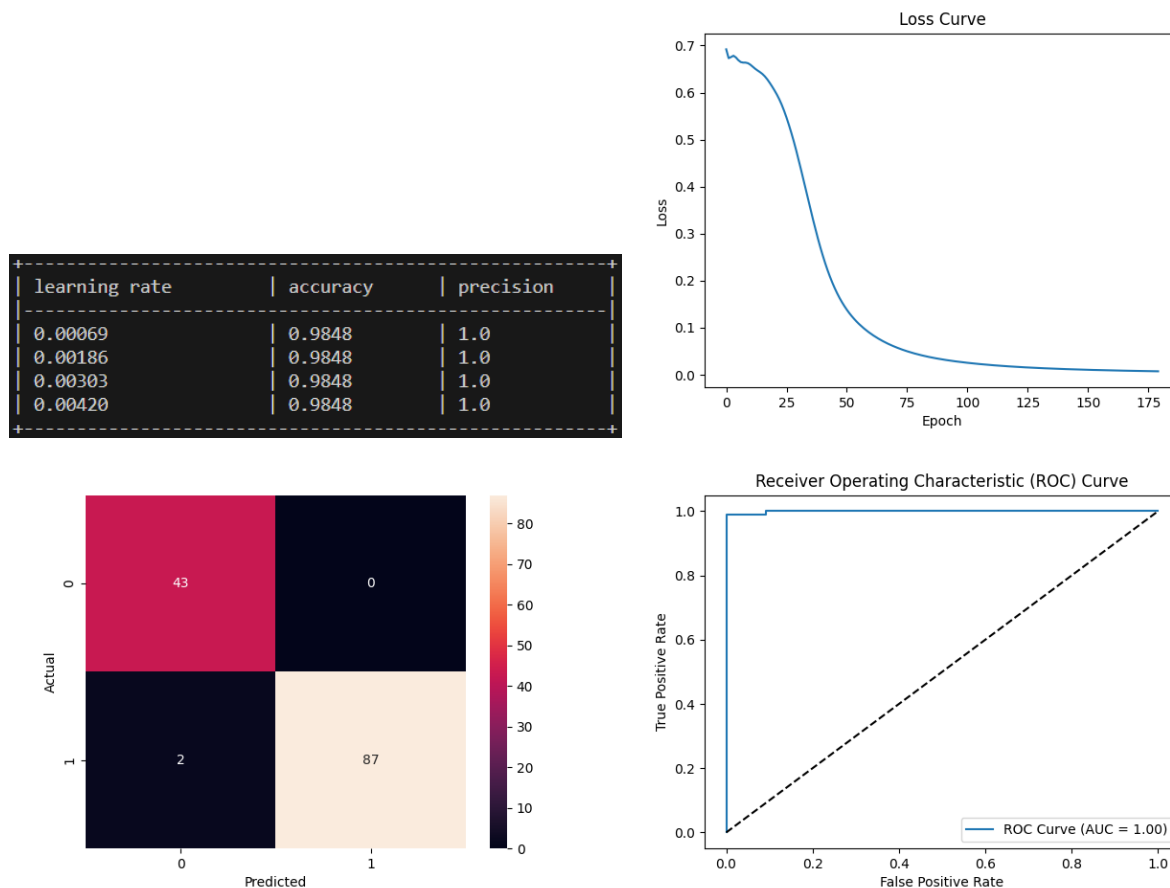 learning rate | accuracy | precision
0.00069 | 0.9848 | 1.0
0.00186 | 0.9848 | 1.0
0.00303 | 0.9848 | 1.0
0.00420 | 0.9848 | 1.0
Loss Curve
0.7
0.6
0.5
0.4
0.3
0.2
0.1
0.0
Loss
0 25 50 75 100 125 150 175
Epoch
Actual
0
1
43 0
2 87
0 1
Predicted
80
70
60
50
40
30
20
10
0
Receiver Operating Characteristic (ROC) Curve
True Positive Rate
1.0
0.8
0.6
0.4
0.2
0.0
ROC Curve (AUC = 1.00)
0.0 0.2 0.4 0.6 0.8 1.0
False Positive Rate